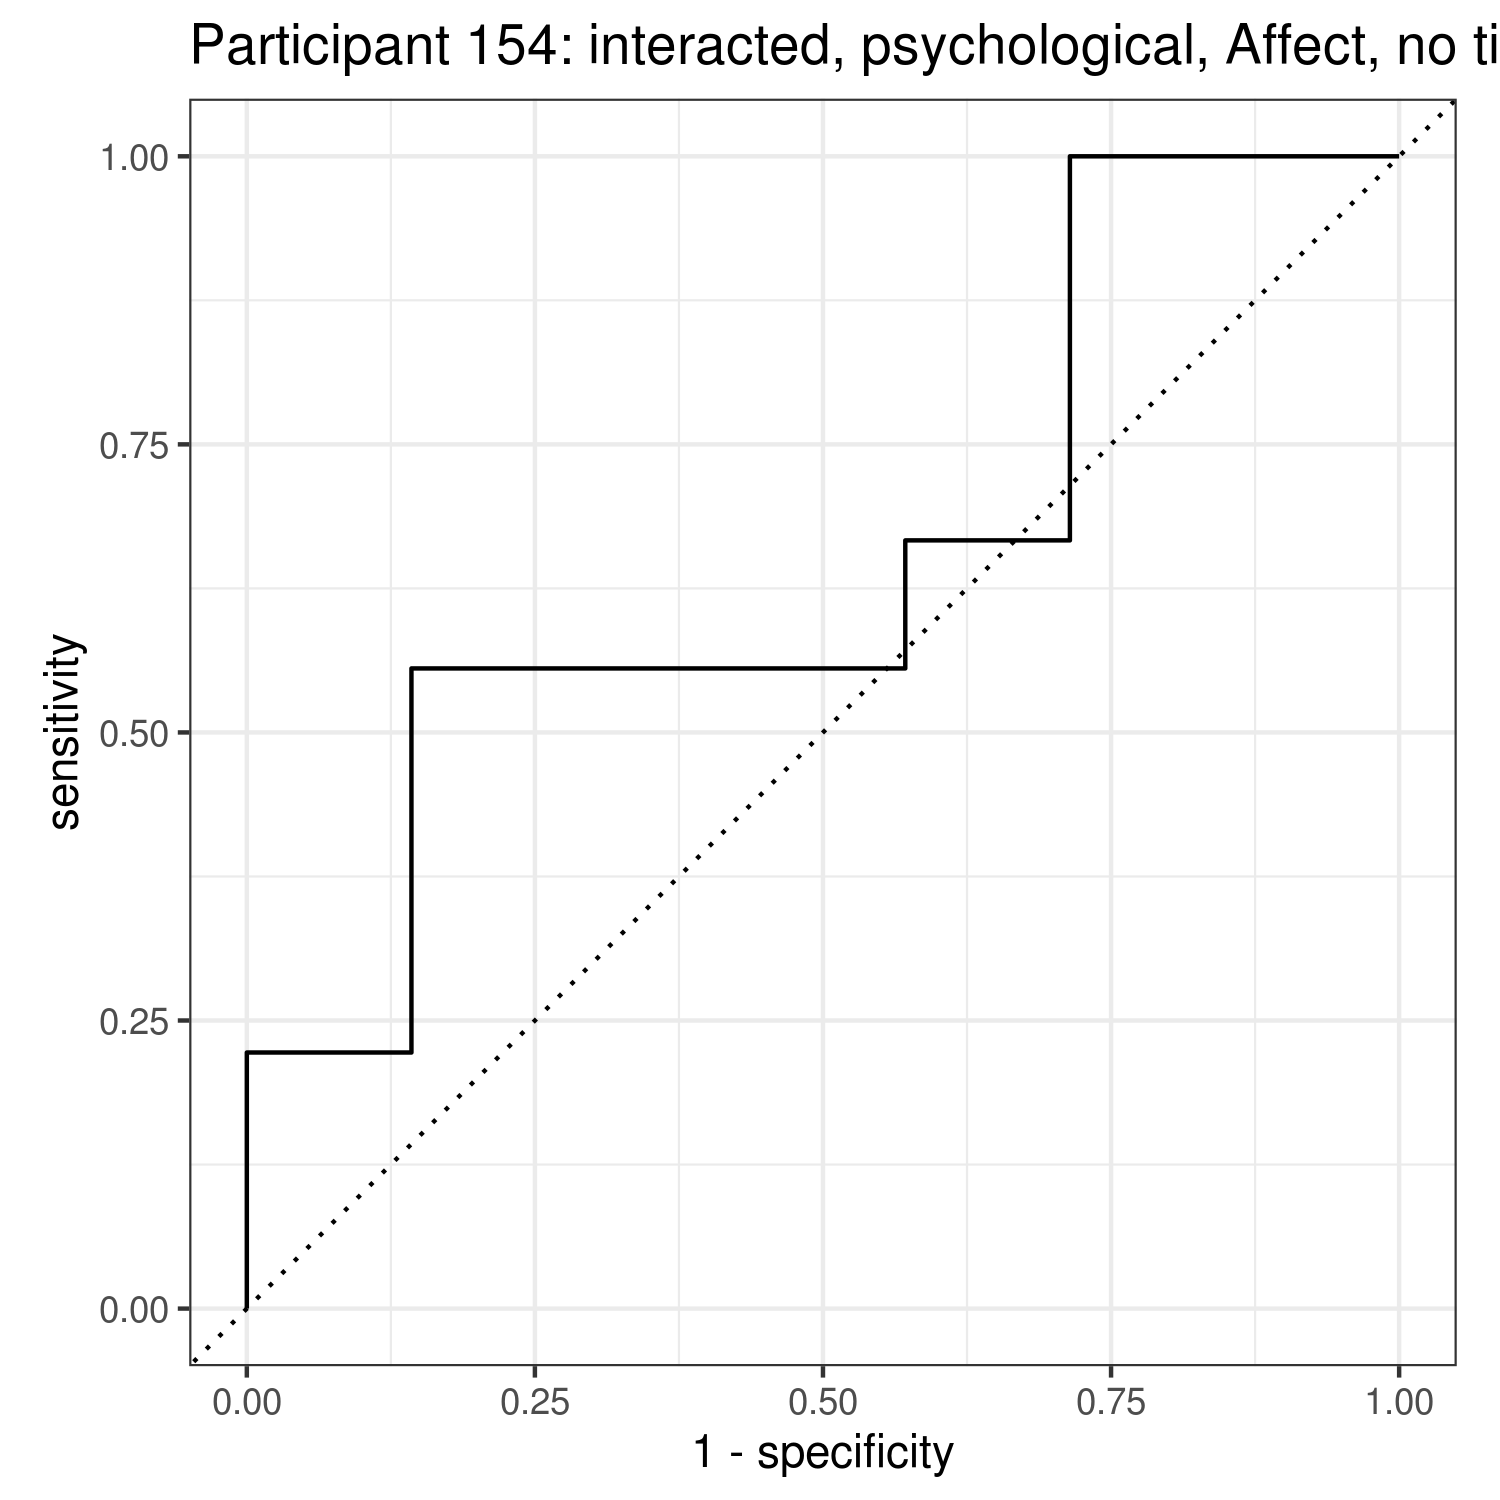 Participant 154: interacted, psychological, Affect, no ti
1.00
0.75
0.50
0.25
0.00
sensitivity
0.00 0.25 0.50 0.75 1.00
1 - specificity